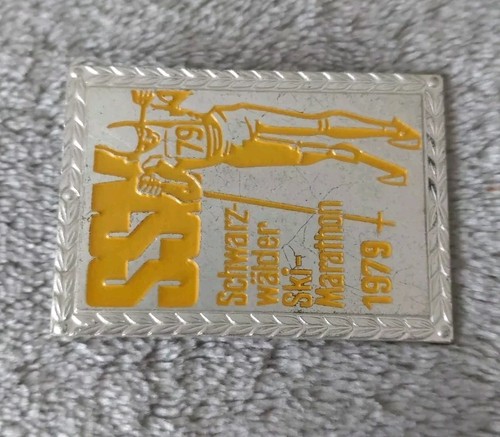 SSM
79
Schwarz-
wälder
Ski-
Marathon
1979